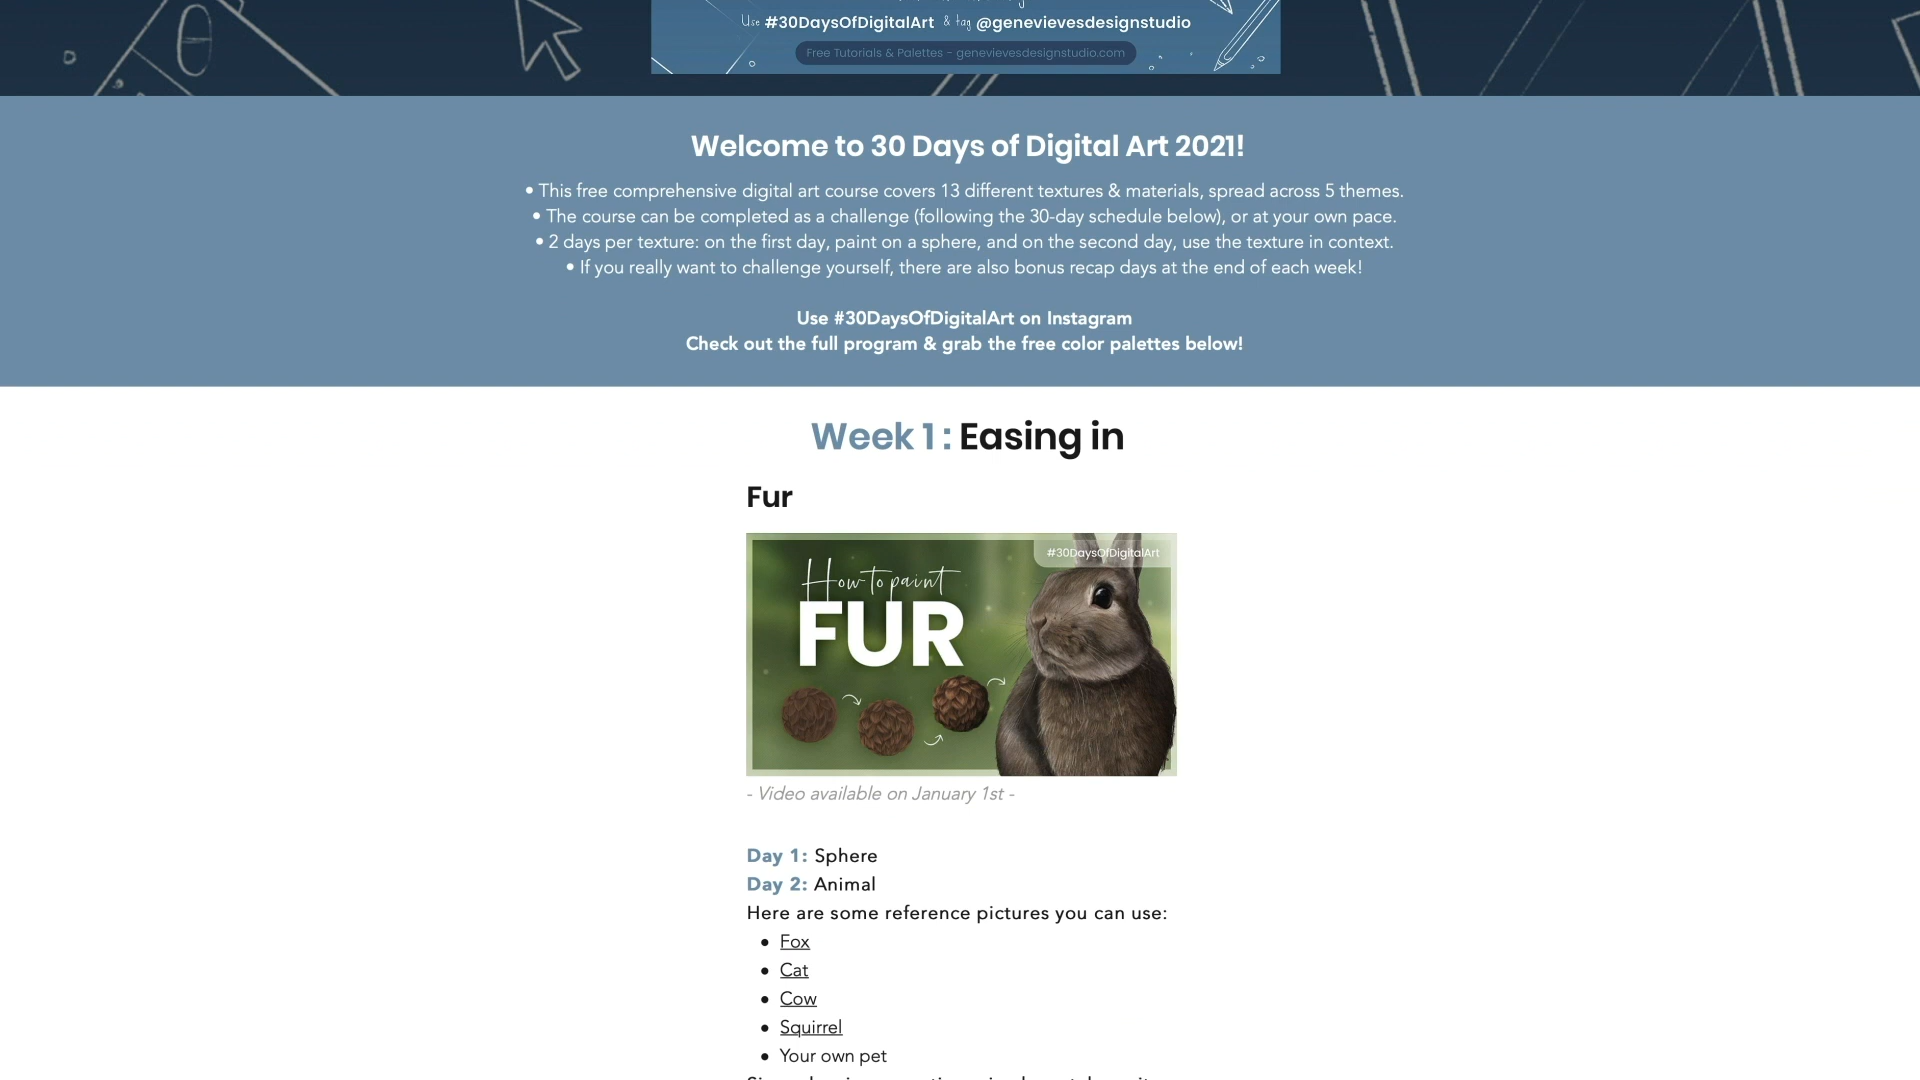 Use #30DaysOfDigitalArt & tag @genevievesdesignstudio
Free Tutorials & Palettes - genevievesdesignstudio.com
Welcome to 30 Days of Digital Art 2021!
• This free comprehensive digital art course covers 13 different textures & materials, spread across 5 themes.
• The course can be completed as a challenge (following the 30-day schedule below), or at your own pace.
• 2 days per texture: on the first day, paint on a sphere, and on the second day, use the texture in context.
• If you really want to challenge yourself, there are also bonus recap days at the end of each week!
Use #30DaysOfDigitalArt on Instagram
Check out the full program & grab the free color palettes below!
Week 1 : Easing in
Fur
#30DaysOfDigitalArt
How to paint
FUR
- Video available on January 1st -
Day 1: Sphere
Day 2: Animal
Here are some reference pictures you can use:
• Fox
• Cat
• Cow
• Squirrel
• Your own pet